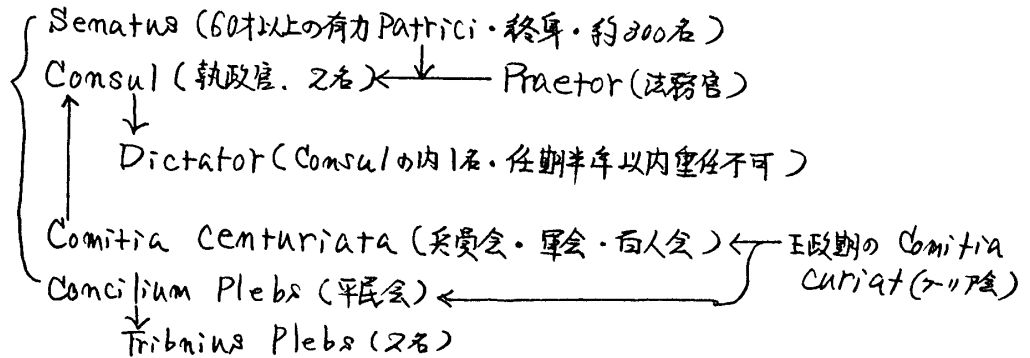 Senatus (60才以上の有力Patrici・終身・約300名)
Consul (執政官. 2名) Praetor (法務官)
Dictator (Consulの内1名・任期半年以内重任不可)
Comitia Centuriata (兵員会・軍会・百人会) 王政期の Comitia
Curiat (クリア会)
Concilium Plebs (平民会)
Tribnius Plebs (2名)